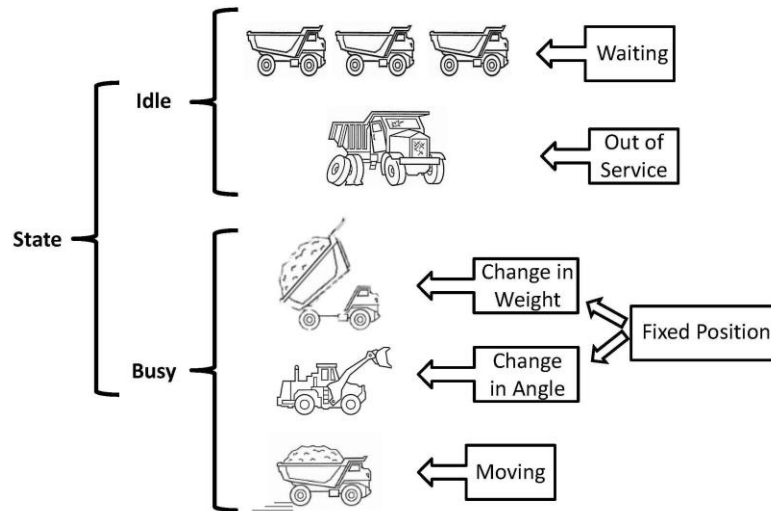 Waiting
Idle
Out of
Service
State
Change in
Weight
Fixed Position
Busy
Change
in Angle
Moving